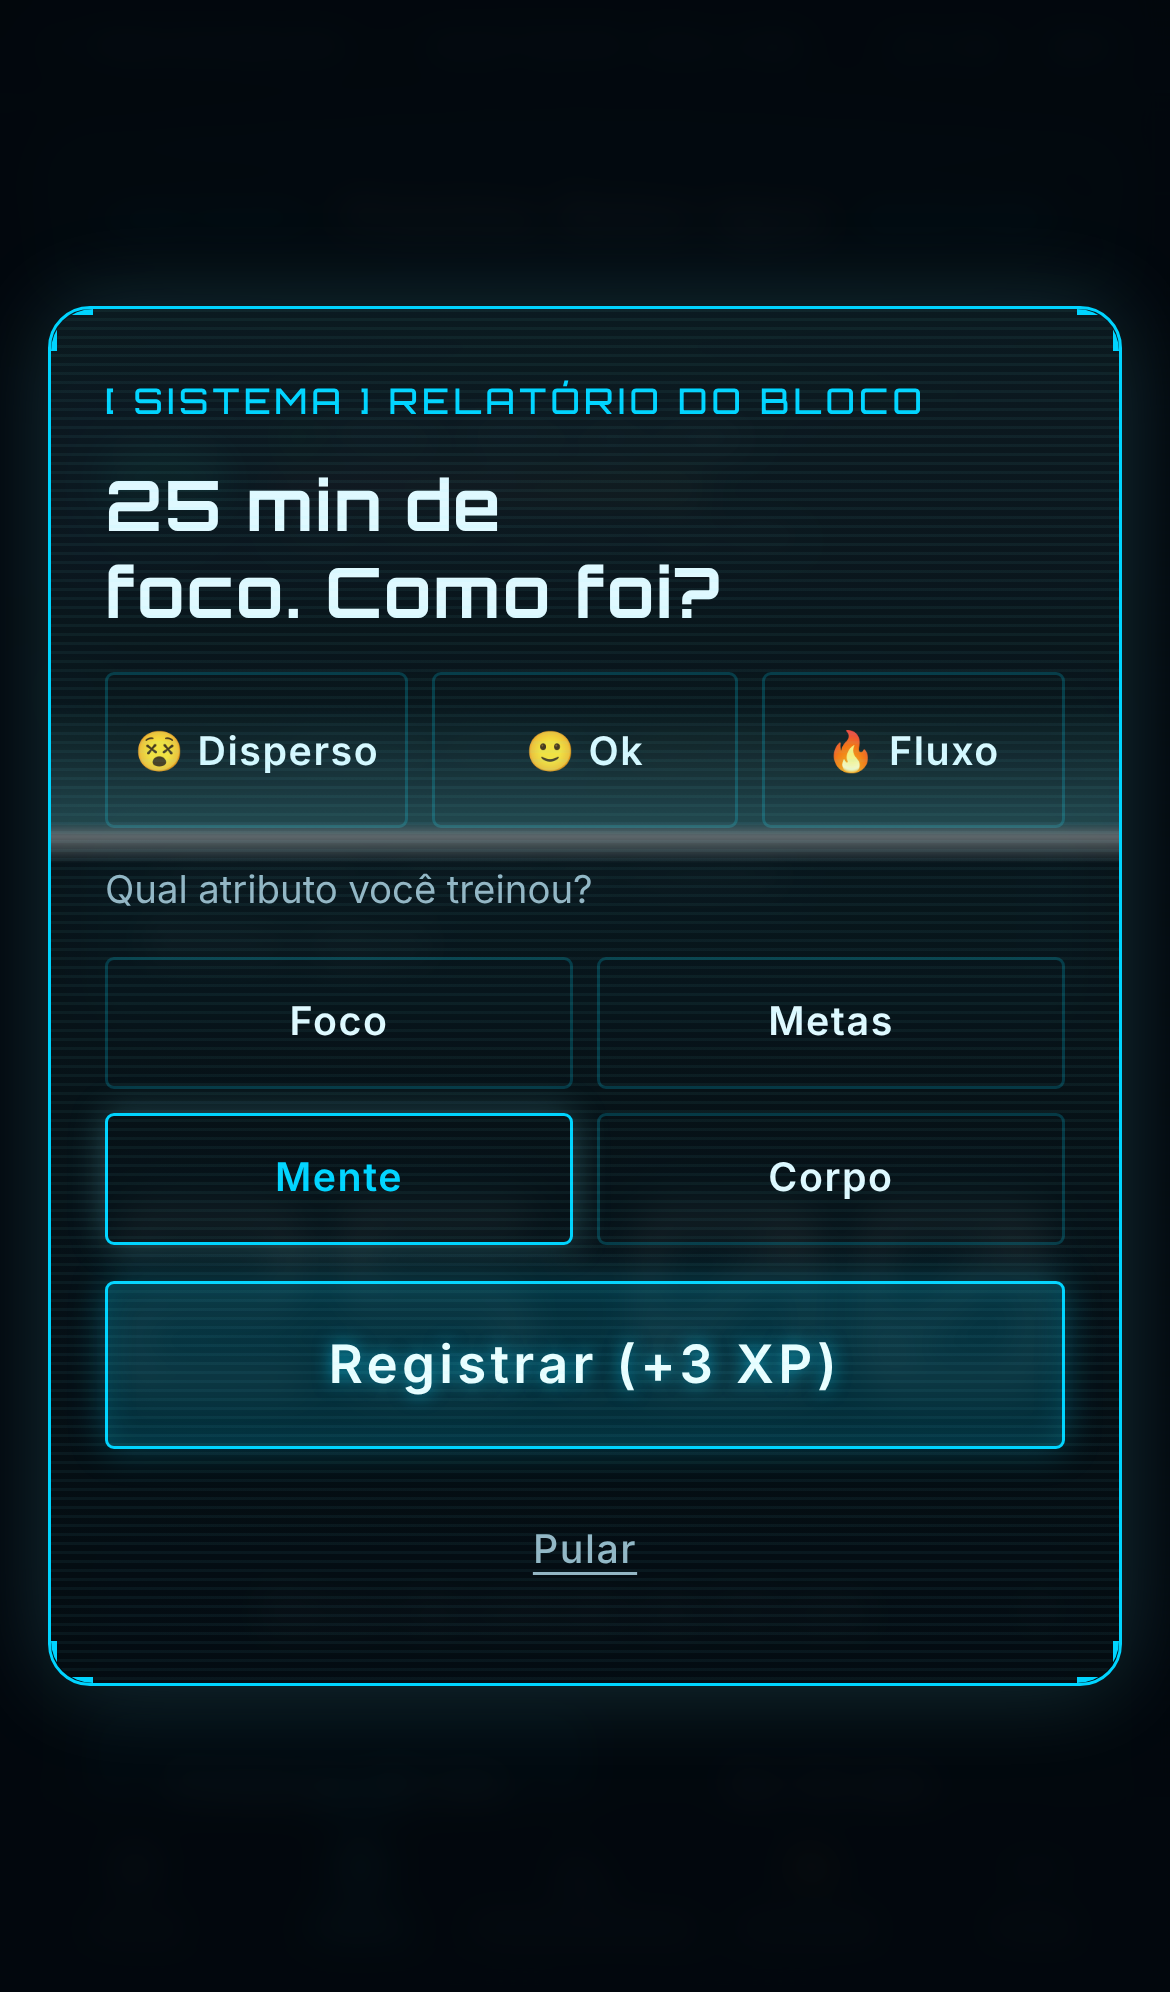 [ SISTEMA ] RELATÓRIO DO BLOCO
25 min de
foco. Como foi?
😵 Disperso
🙂 Ok
🔥 Fluxo
Qual atributo você treinou?
Foco
Metas
Mente
Corpo
Registrar (+3 XP)
Pular